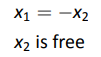 x₁ = −x₂
x₂ is free